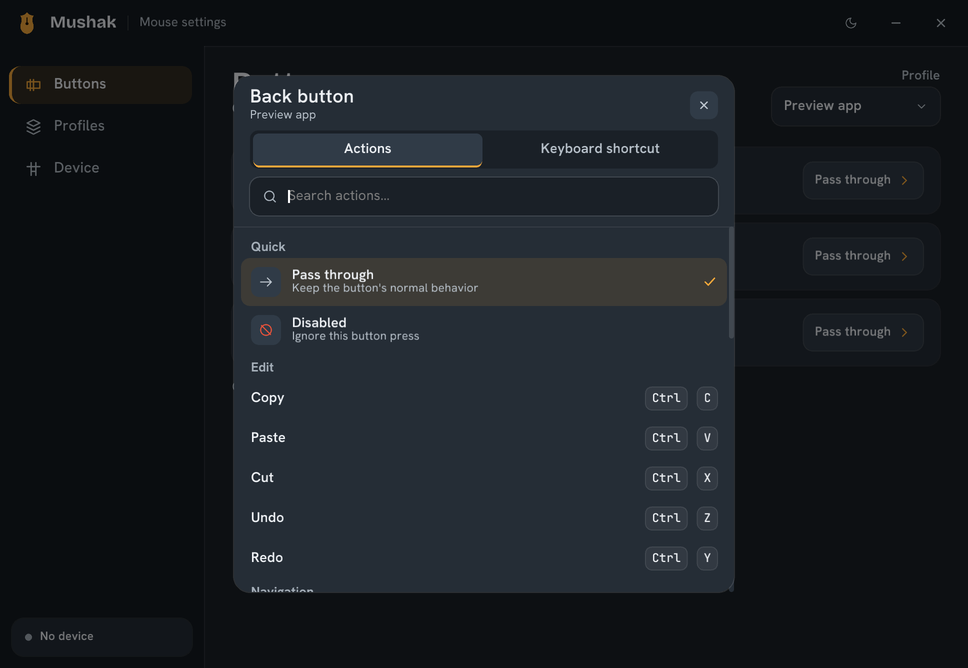 Mushak
Mouse settings
Buttons
Profiles
Device
No device
Profile
Preview app
Pass through
Pass through
Pass through
Back button
Preview app
Actions
Keyboard shortcut
Search actions...
Quick
Pass through
Keep the button's normal behavior
Disabled
Ignore this button press
Edit
Copy Ctrl C
Paste Ctrl V
Cut Ctrl X
Undo Ctrl Z
Redo Ctrl Y
Navigation